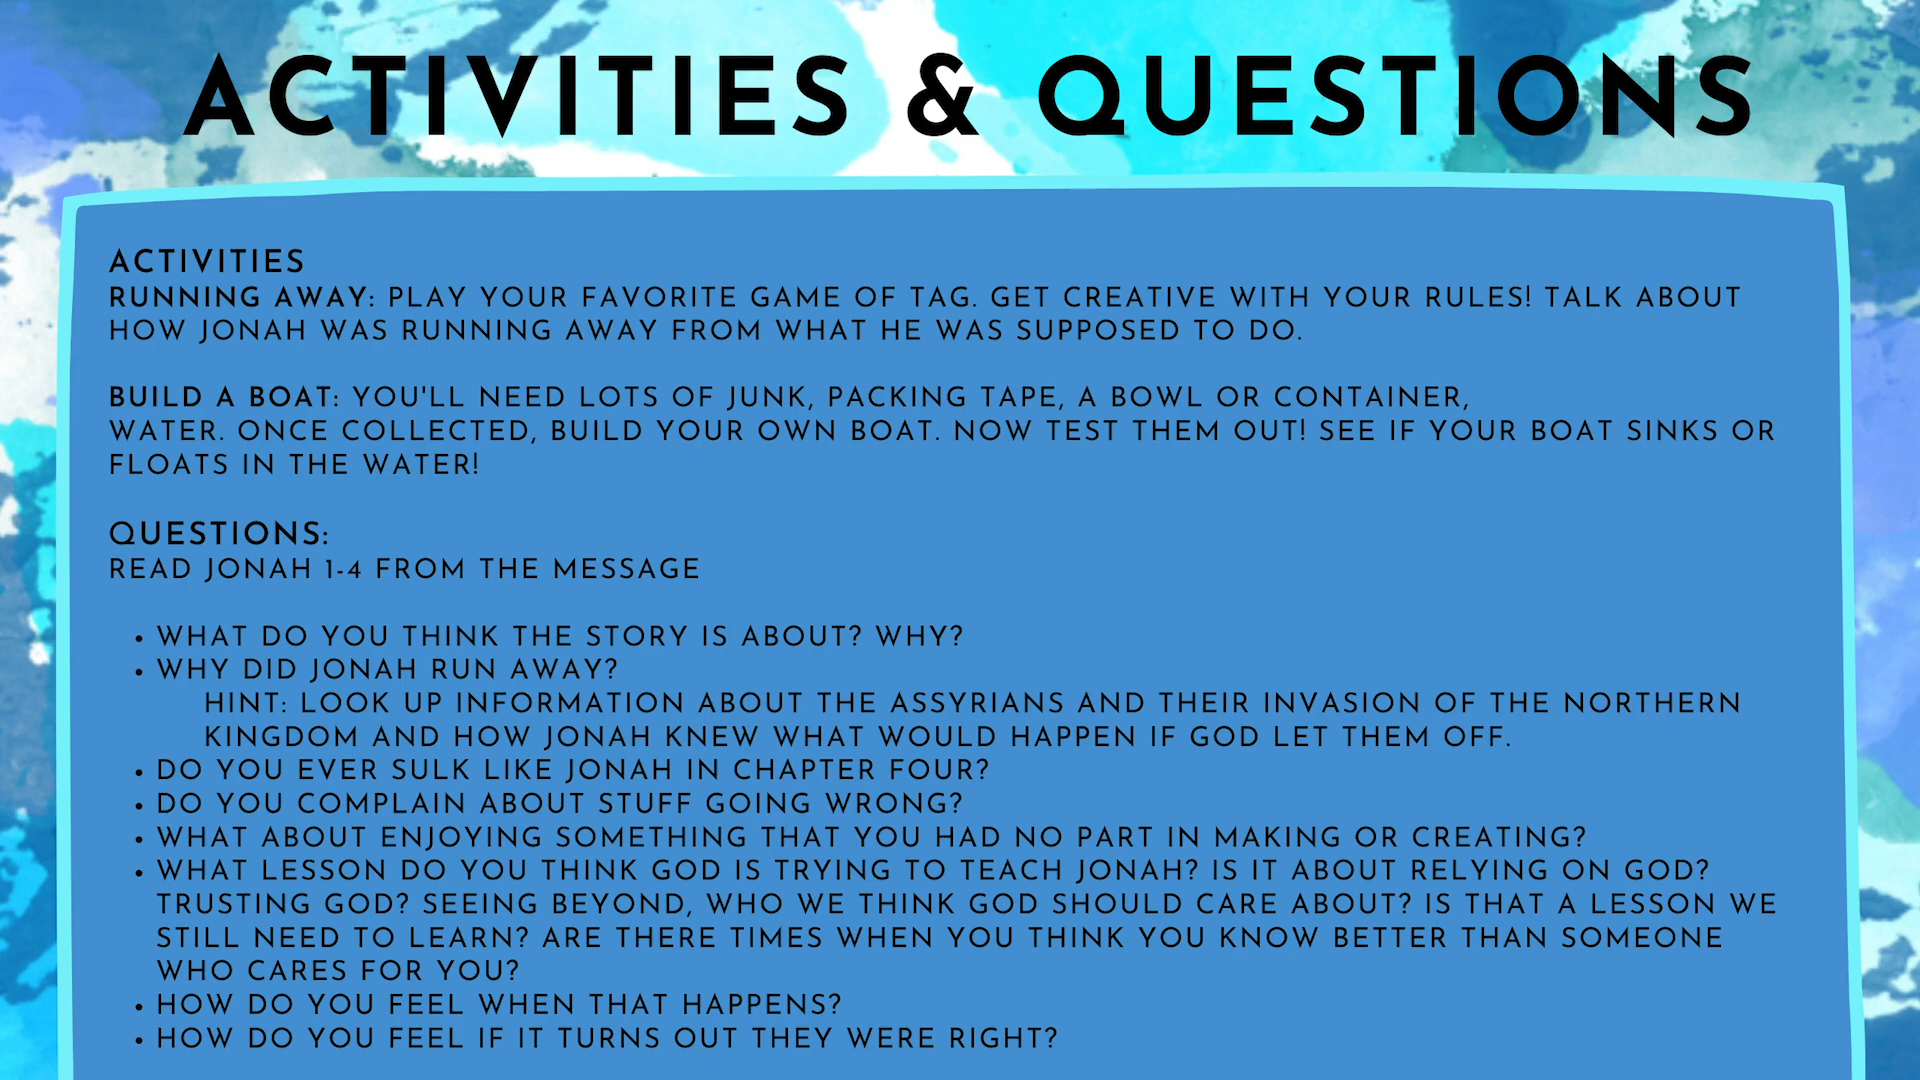 ACTIVITIES & QUESTIONS
ACTIVITIES
RUNNING AWAY: PLAY YOUR FAVORITE GAME OF TAG. GET CREATIVE WITH YOUR RULES! TALK ABOUT
HOW JONAH WAS RUNNING AWAY FROM WHAT HE WAS SUPPOSED TO DO.
BUILD A BOAT: YOU'LL NEED LOTS OF JUNK, PACKING TAPE, A BOWL OR CONTAINER,
WATER. ONCE COLLECTED, BUILD YOUR OWN BOAT. NOW TEST THEM OUT! SEE IF YOUR BOAT SINKS OR
FLOATS IN THE WATER!
QUESTIONS:
READ JONAH 1-4 FROM THE MESSAGE
• WHAT DO YOU THINK THE STORY IS ABOUT? WHY?
• WHY DID JONAH RUN AWAY?
HINT: LOOK UP INFORMATION ABOUT THE ASSYRIANS AND THEIR INVASION OF THE NORTHERN
KINGDOM AND HOW JONAH KNEW WHAT WOULD HAPPEN IF GOD LET THEM OFF.
• DO YOU EVER SULK LIKE JONAH IN CHAPTER FOUR?
• DO YOU COMPLAIN ABOUT STUFF GOING WRONG?
• WHAT ABOUT ENJOYING SOMETHING THAT YOU HAD NO PART IN MAKING OR CREATING?
• WHAT LESSON DO YOU THINK GOD IS TRYING TO TEACH JONAH? IS IT ABOUT RELYING ON GOD?
TRUSTING GOD? SEEING BEYOND, WHO WE THINK GOD SHOULD CARE ABOUT? IS THAT A LESSON WE
STILL NEED TO LEARN? ARE THERE TIMES WHEN YOU THINK YOU KNOW BETTER THAN SOMEONE
WHO CARES FOR YOU?
• HOW DO YOU FEEL WHEN THAT HAPPENS?
• HOW DO YOU FEEL IF IT TURNS OUT THEY WERE RIGHT?